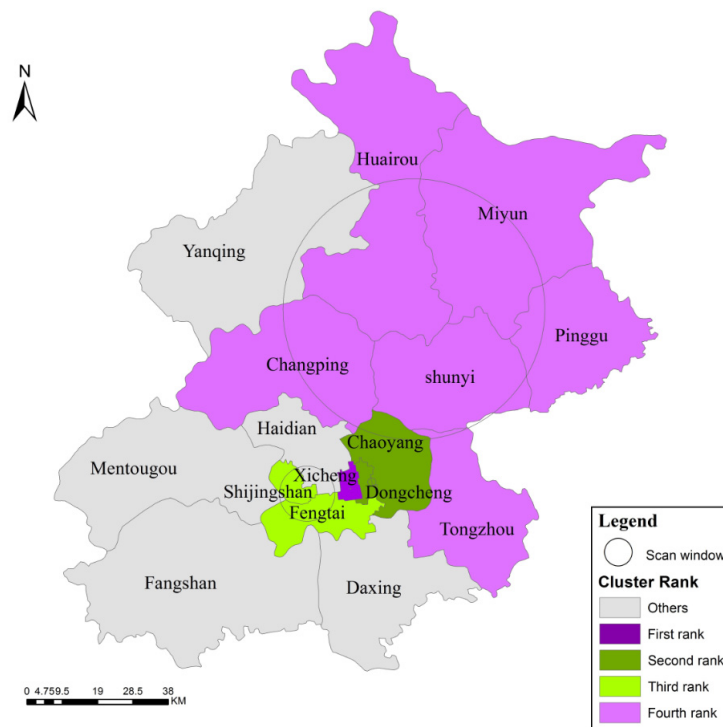 N
Huairou
Miyun
Yanqing
Pinggu
Changping
shunyi
Haidian
Chaoyang
Mentougou
Xicheng
Shijingshan
Dongcheng
Fengtai
Tongzhou
Fangshan
Daxing
Legend
Scan window
Cluster Rank
Others
First rank
Second rank
Third rank
Fourth rank
0 4.759.5 19 28.5 38
KM